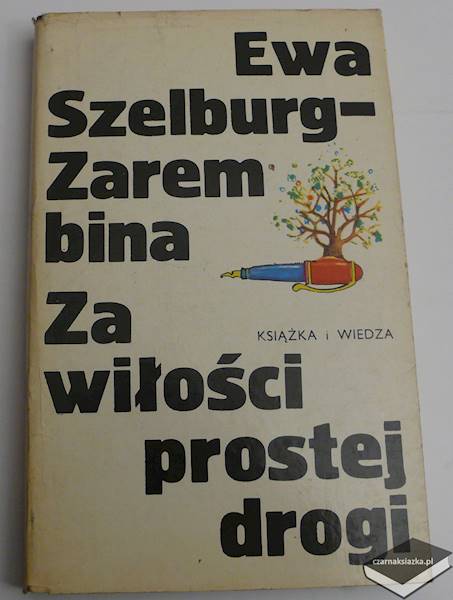 Ewa
Szelburg-
Zarem
bina
Za
KSIĄŻKA i WIEDZA
wiłości
prostej
drogi
czarnaksiazka.pl